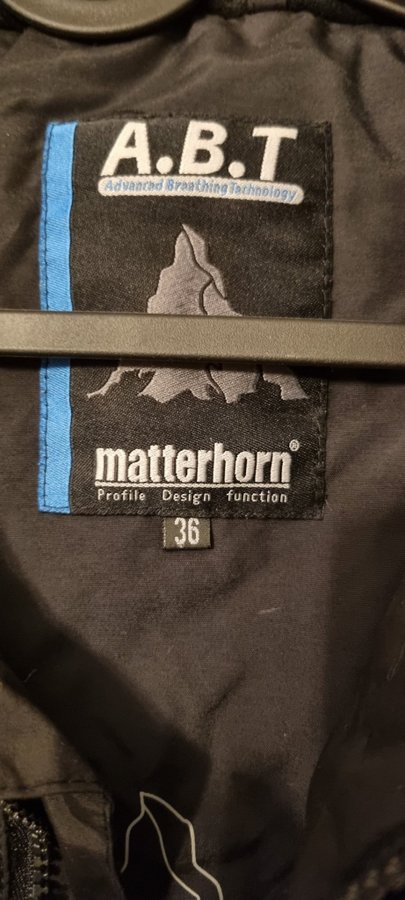 A.B.T
Advanced Breathing Technology
matterhorn®
Profile Design function
36